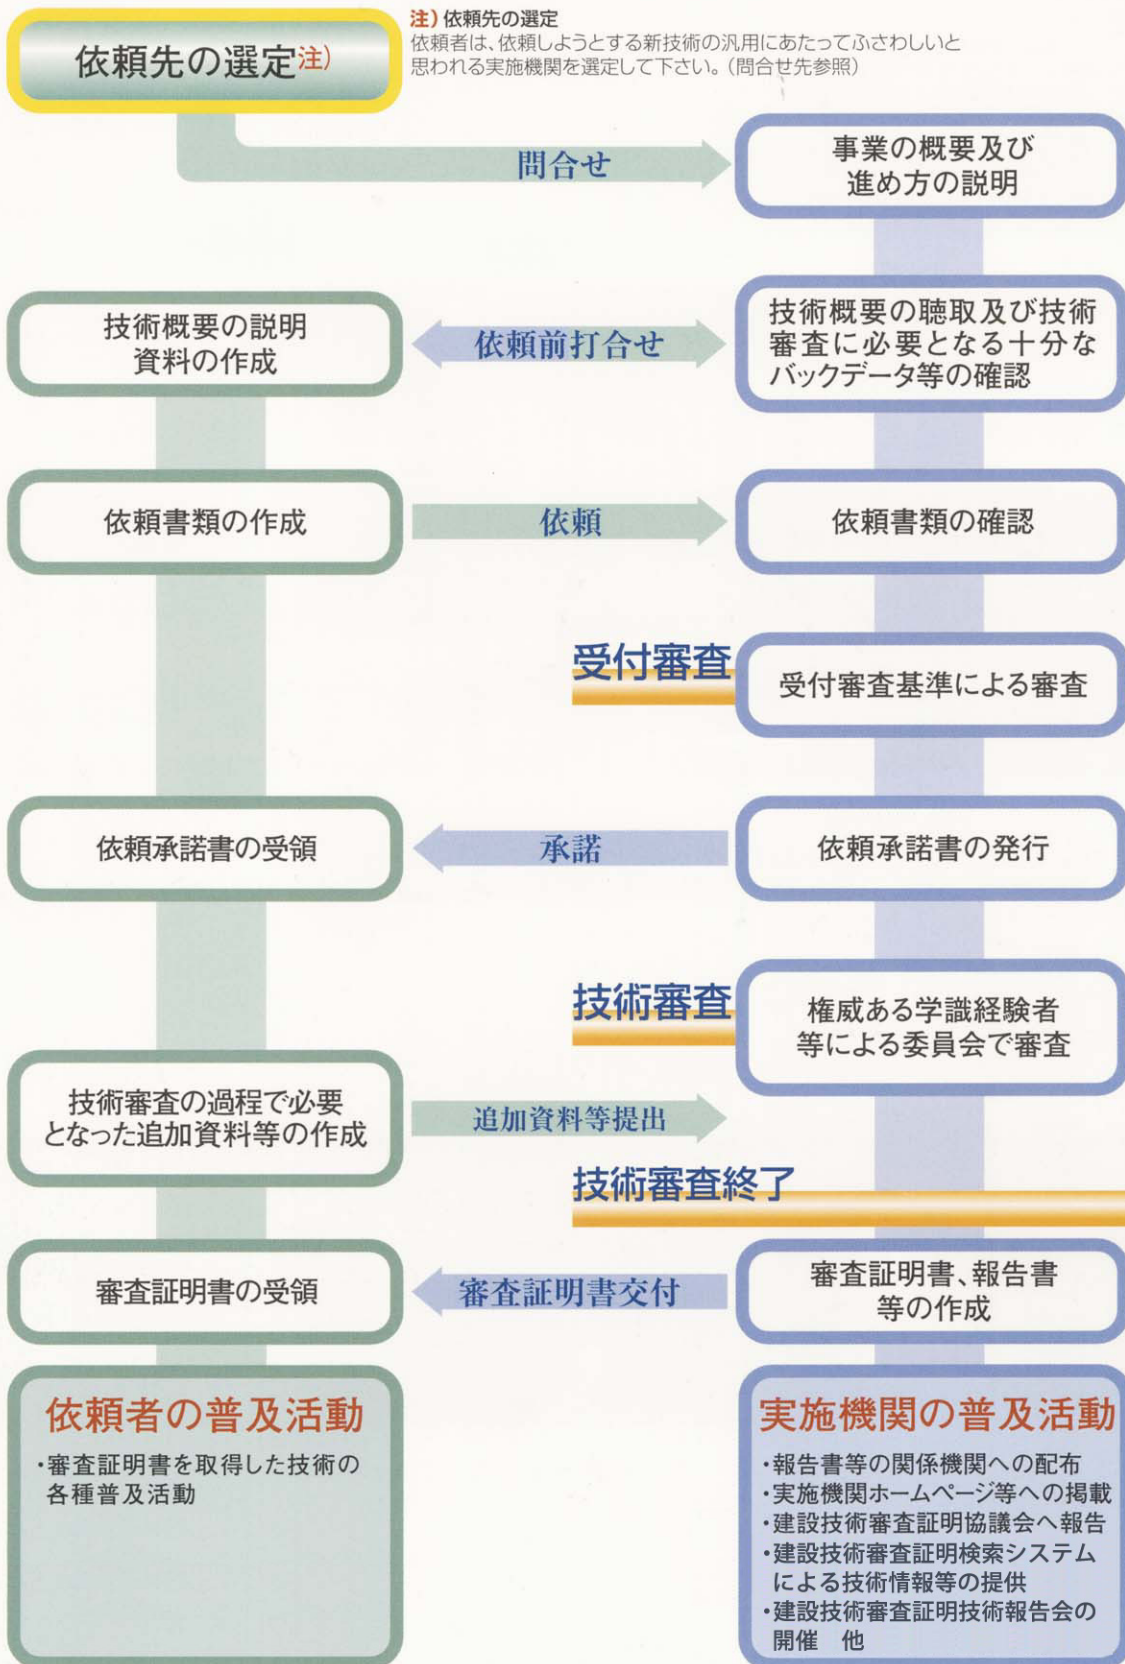 依頼先の選定注)
注)依頼先の選定
依頼者は、依頼しようとする新技術の汎用にあたってふさわしいと
思われる実施機関を選定して下さい。(問合せ先参照)
問合せ
事業の概要及び
進め方の説明
技術概要の説明
資料の作成
依頼前打合せ
技術概要の聴取及び技術
審査に必要となる十分な
バックデータ等の確認
依頼書類の作成
依頼
依頼書類の確認
受付審査
受付審査基準による審査
依頼承諾書の受領
承諾
依頼承諾書の発行
技術審査
権威ある学識経験者
等による委員会で審査
技術審査の過程で必要
となった追加資料等の作成
追加資料等提出
技術審査終了
審査証明書の受領
審査証明書交付
審査証明書、報告書
等の作成
依頼者の普及活動
・審査証明書を取得した技術の
各種普及活動
実施機関の普及活動
・報告書等の関係機関への配布
・実施機関ホームページ等への掲載
・建設技術審査証明協議会へ報告
・建設技術審査証明検索システム
による技術情報等の提供
・建設技術審査証明技術報告会の
開催 他